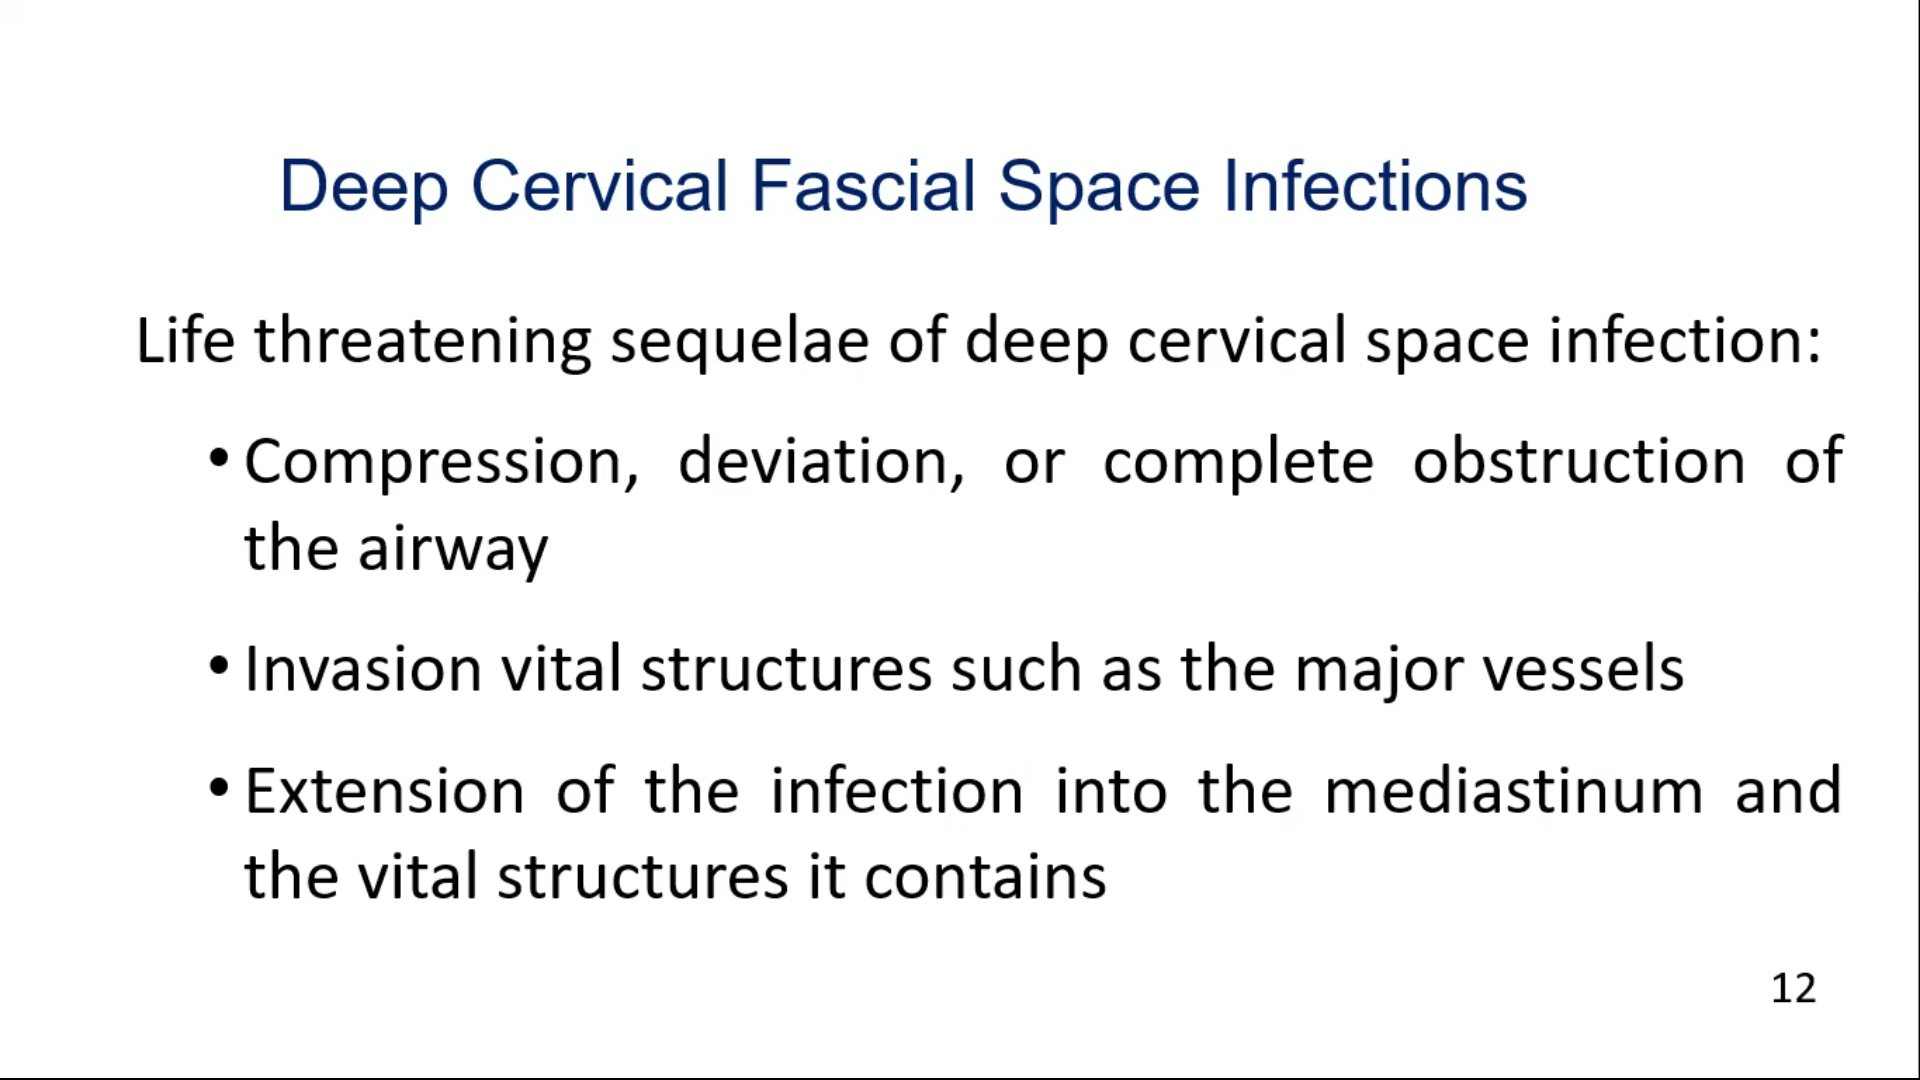 Deep Cervical Fascial Space Infections
Life threatening sequelae of deep cervical space infection:
• Compression, deviation, or complete obstruction of
the airway
• Invasion vital structures such as the major vessels
• Extension of the infection into the mediastinum and
the vital structures it contains
12